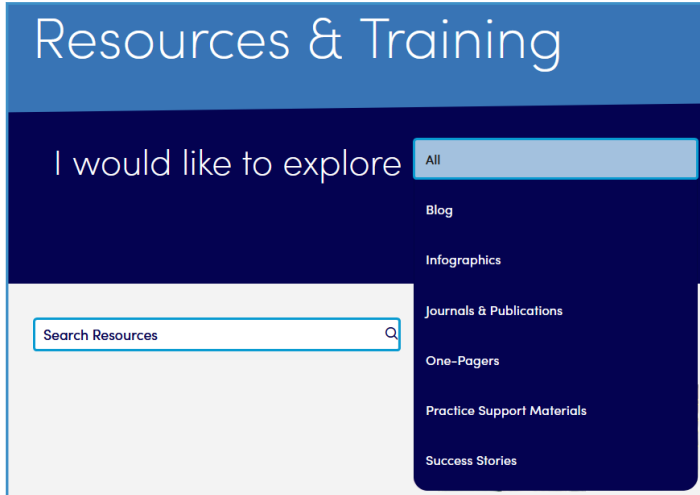 Resources & Training
I would like to explore
All
Blog
Infographics
Journals & Publications
One-Pagers
Practice Support Materials
Success Stories
Search Resources